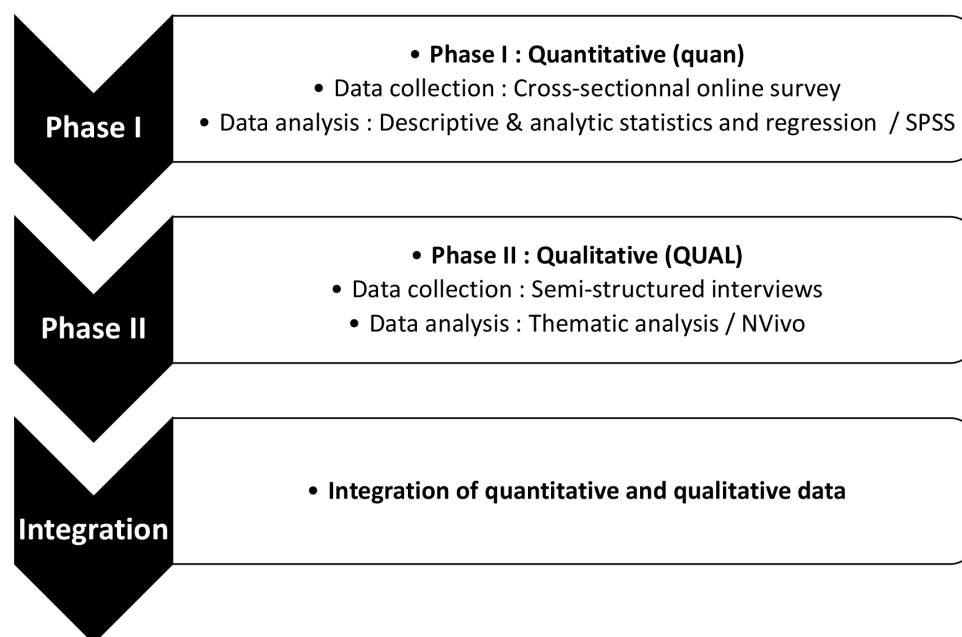 Phase I
• Phase I : Quantitative (quan)
• Data collection : Cross-sectionnal online survey
• Data analysis : Descriptive & analytic statistics and regression / SPSS
Phase II
• Phase II : Qualitative (QUAL)
• Data collection : Semi-structured interviews
• Data analysis : Thematic analysis / NVivo
Integration
• Integration of quantitative and qualitative data